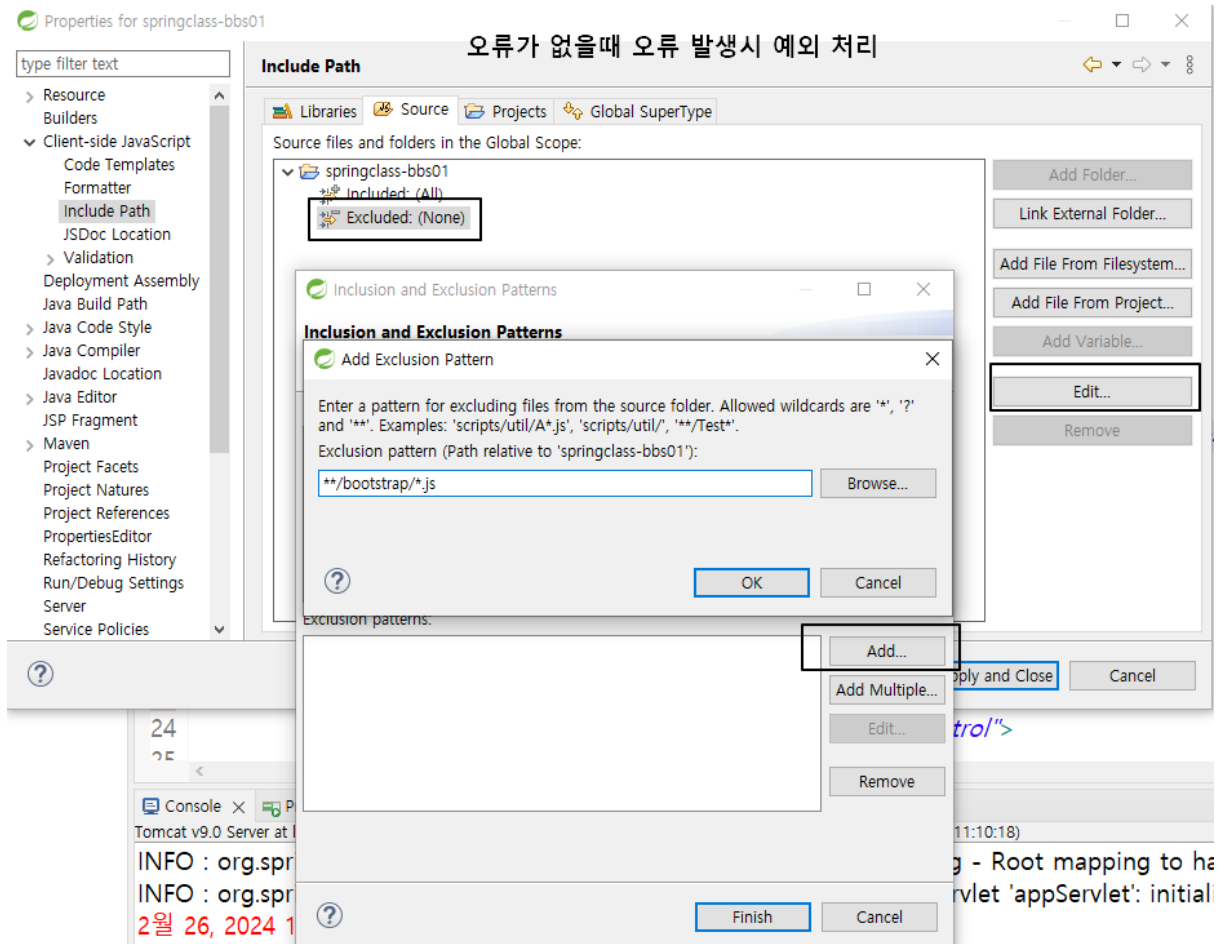 Properties for springclass-bbs01
오류가 없을때 오류 발생시 예외 처리
type filter text
Include Path
Resource
Builders
Client-side JavaScript
Code Templates
Formatter
Include Path
JSDoc Location
Validation
Deployment Assembly
Java Build Path
Java Code Style
Java Compiler
Javadoc Location
Java Editor
JSP Fragment
Maven
Project Facets
Project Natures
Project References
PropertiesEditor
Refactoring History
Run/Debug Settings
Server
Service Policies
Libraries Source Projects Global SuperType
Source files and folders in the Global Scope:
springclass-bbs01
Included: (All)
Excluded: (None)
Add Folder...
Link External Folder...
Add File From Filesystem...
Add File From Project...
Add Variable...
Edit...
Remove
Inclusion and Exclusion Patterns
Inclusion and Exclusion Patterns
Add Exclusion Pattern
Enter a pattern for excluding files from the source folder. Allowed wildcards are '*', '?'
and '**'. Examples: 'scripts/util/A*.js', 'scripts/util/', '**/Test*'.
Exclusion pattern (Path relative to 'springclass-bbs01'):
**/bootstrap/*.js
Browse...
OK Cancel
Exclusion patterns:
Add...
Add Multiple...
Edit...
Remove
and Close Cancel
24 trol">
25
Console
Tomcat v9.0 Server at 11:10:18)
INFO : org.spr - Root mapping to ha
INFO : org.spr rvlet 'appServlet': initiali
2월 26, 2024 1
Finish Cancel